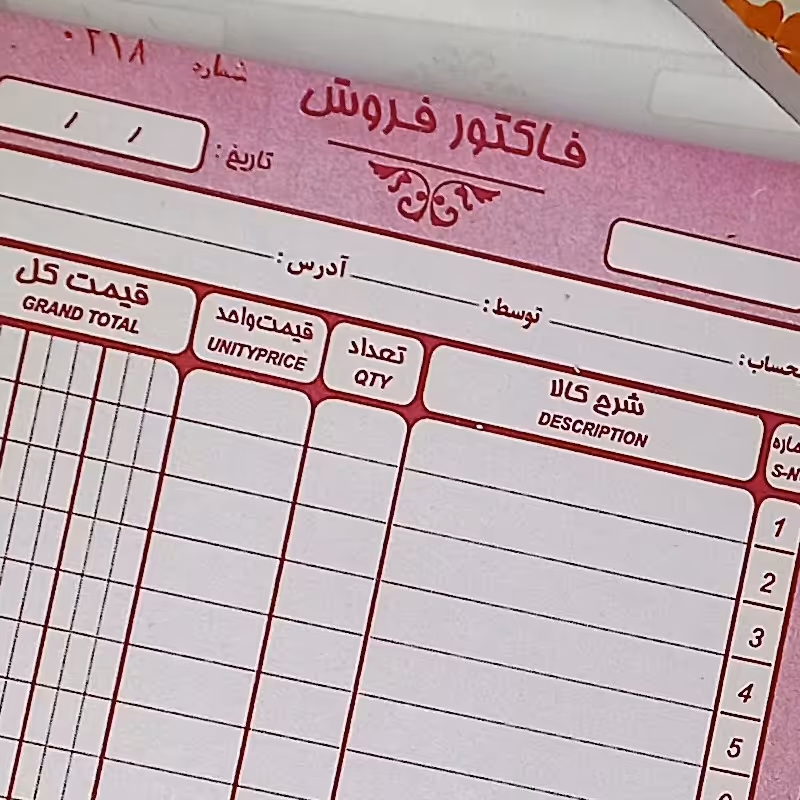 شماره ۰۲۱۸
فاکتور فروش
تاریخ: / /
توسط: آدرس:
شرح کالا تعداد قیمت واحد قیمت کل
DESCRIPTION QTY UNITYPRICE GRAND TOTAL
1
2
3
4
5